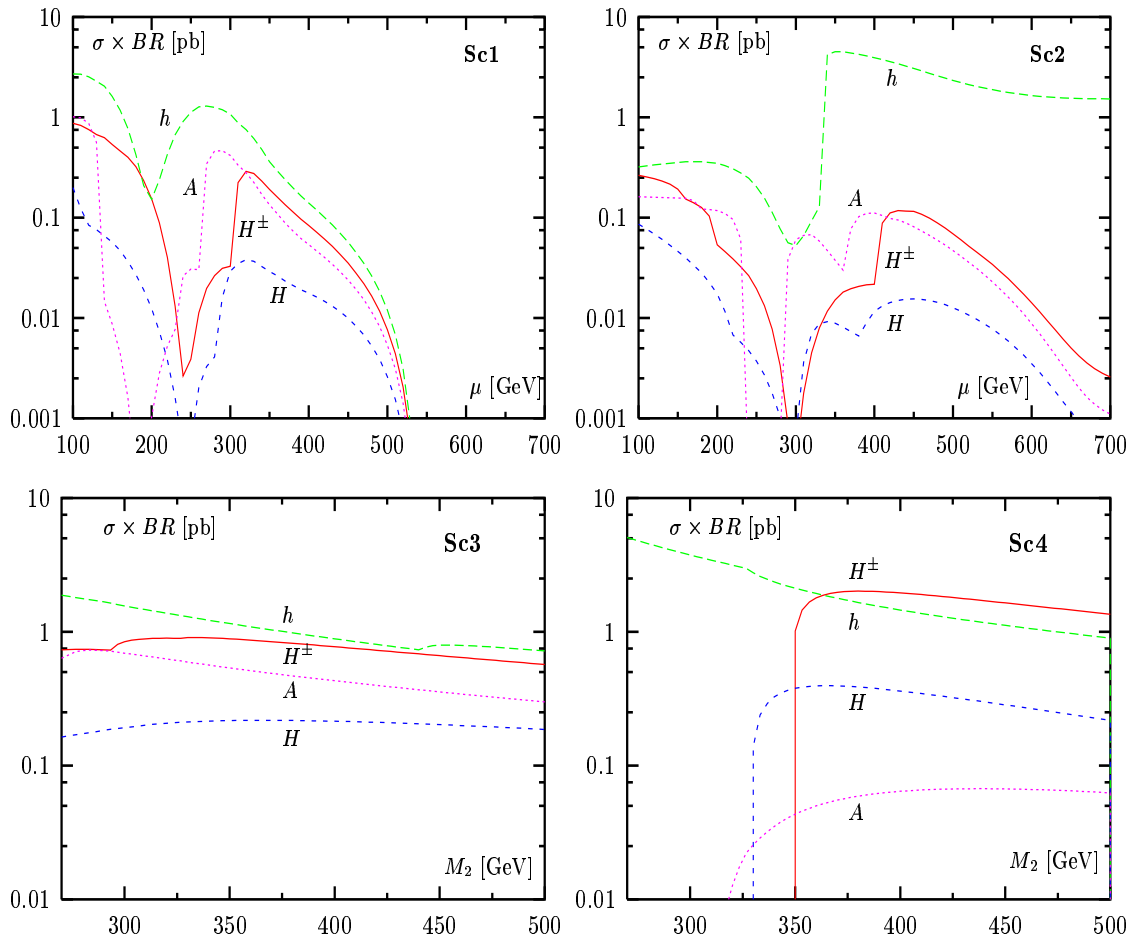 10
1
0.1
0.01
0.001
σ × BR [pb]
Sc1
h
A
H±
H
μ [GeV]
100 200 300 400 500 600 700
10
1
0.1
0.01
0.001
σ × BR [pb]
Sc2
h
A
H±
H
μ [GeV]
100 200 300 400 500 600 700
10
1
0.1
0.01
σ × BR [pb]
Sc3
h
H±
A
H
M₂ [GeV]
300 350 400 450 500
10
1
0.1
0.01
σ × BR [pb]
Sc4
H±
h
H
A
M₂ [GeV]
300 350 400 450 500